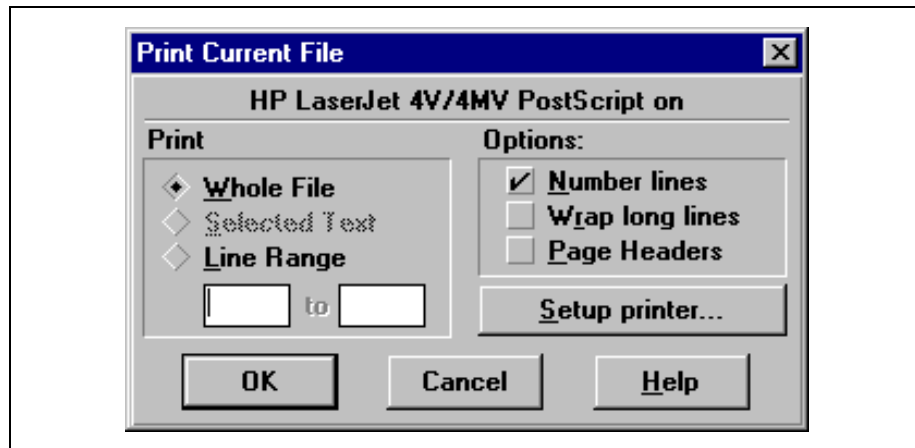 Print Current File
HP LaserJet 4V/4MV PostScript on
Print
Whole File
Selected Text
Line Range
to
Options:
Number lines
Wrap long lines
Page Headers
Setup printer...
OK
Cancel
Help